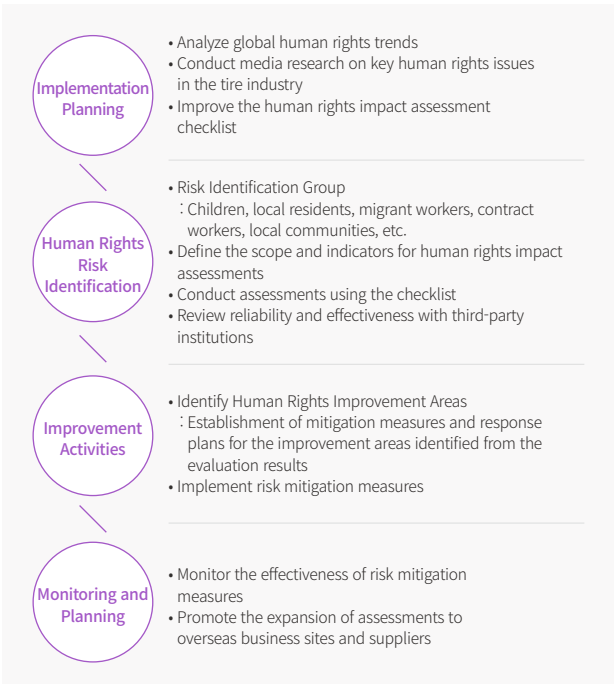 Implementation
Planning
• Analyze global human rights trends
• Conduct media research on key human rights issues
in the tire industry
• Improve the human rights impact assessment
checklist
Human Rights
Risk
Identification
• Risk Identification Group
: Children, local residents, migrant workers, contract
workers, local communities, etc.
• Define the scope and indicators for human rights impact
assessments
• Conduct assessments using the checklist
• Review reliability and effectiveness with third-party
institutions
Improvement
Activities
• Identify Human Rights Improvement Areas
: Establishment of mitigation measures and response
plans for the improvement areas identified from the
evaluation results
• Implement risk mitigation measures
Monitoring and
Planning
• Monitor the effectiveness of risk mitigation
measures
• Promote the expansion of assessments to
overseas business sites and suppliers